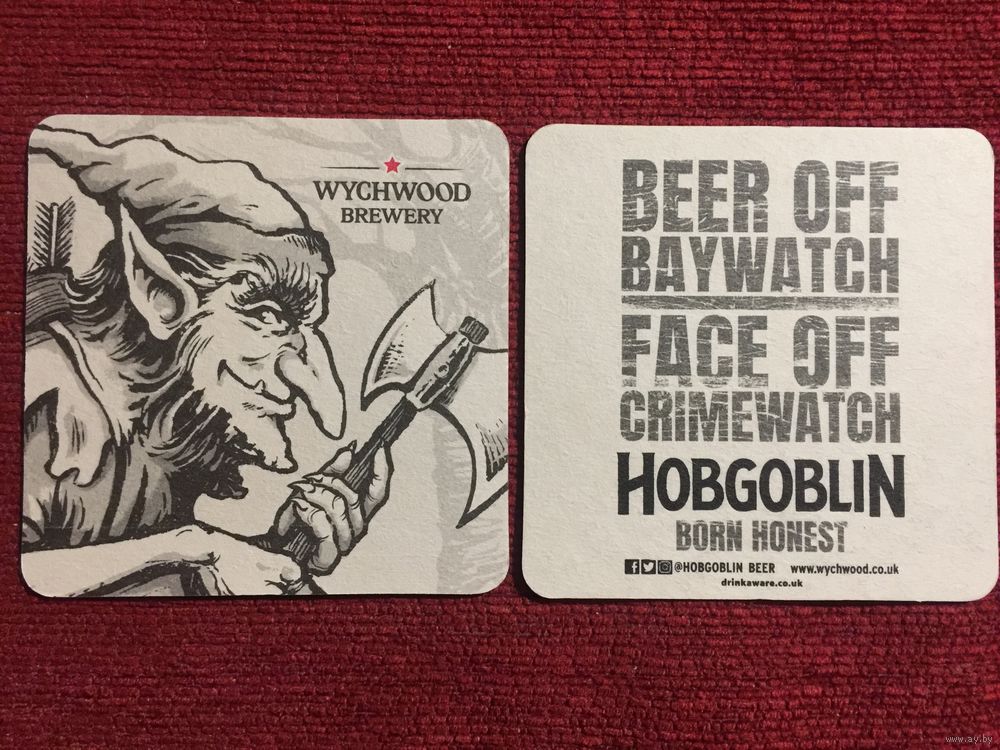 WYCHWOOD
BREWERY
BEER OFF
BAYWATCH
FACE OFF
CRIMEWATCH
HOBGOBLIN
BORN HONEST
@HOBGOBLIN BEER www.wychwood.co.uk
drinkaware.co.uk
www.ay.by